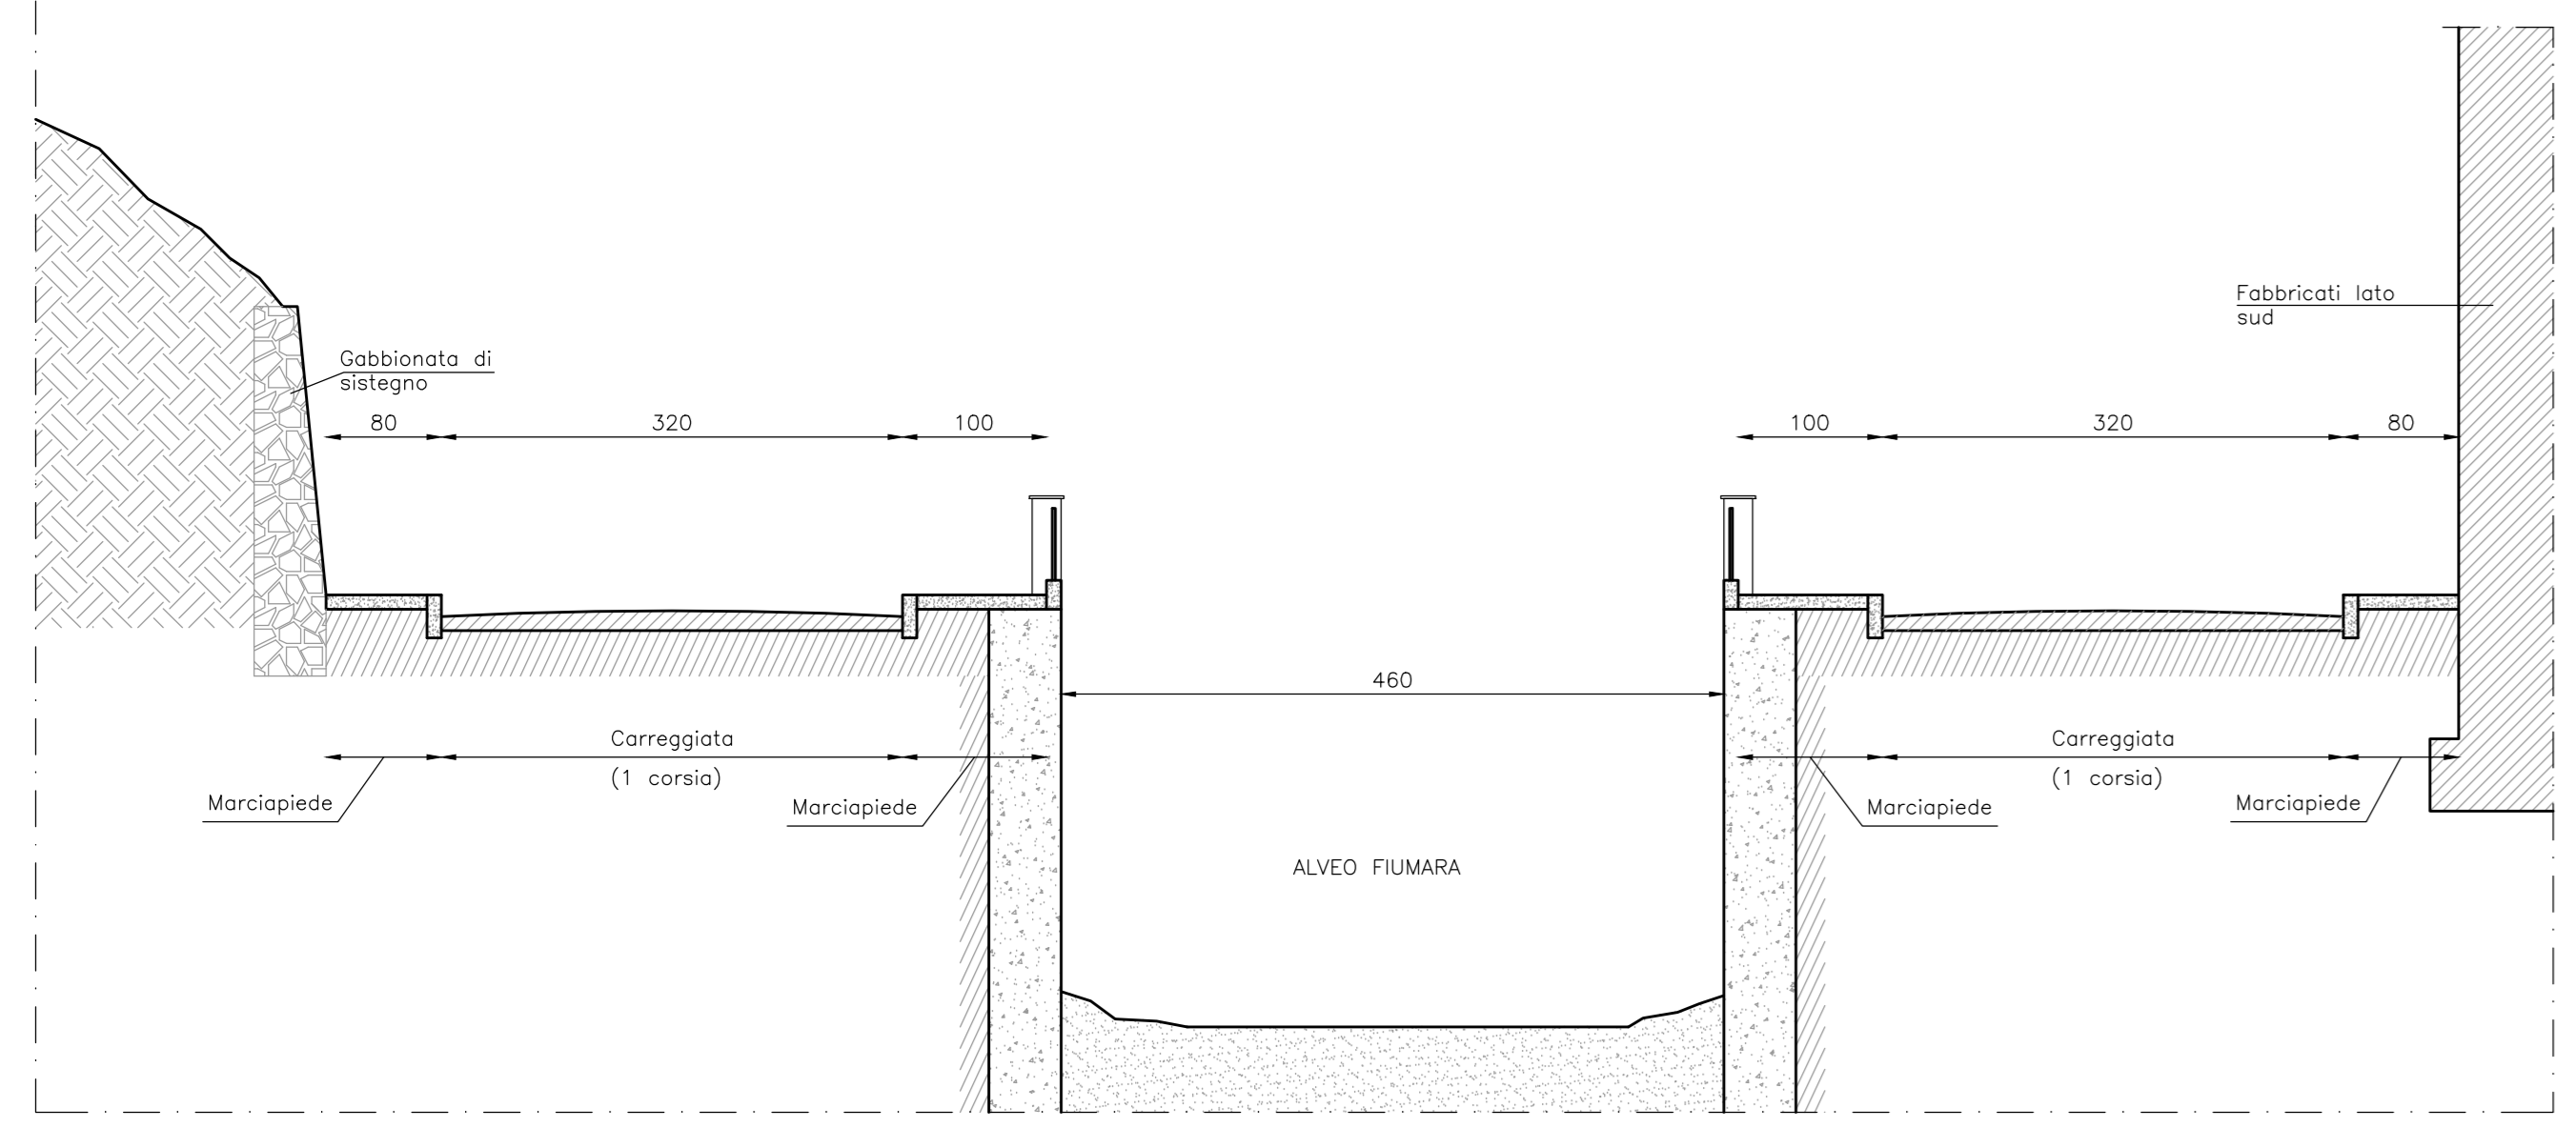 Fabbricati lato
sud
Gabbionata di
sistegno
80
320
100
100
320
80
460
Carreggiata
(1 corsia)
Carreggiata
(1 corsia)
Marciapiede
Marciapiede
Marciapiede
Marciapiede
ALVEO FIUMARA